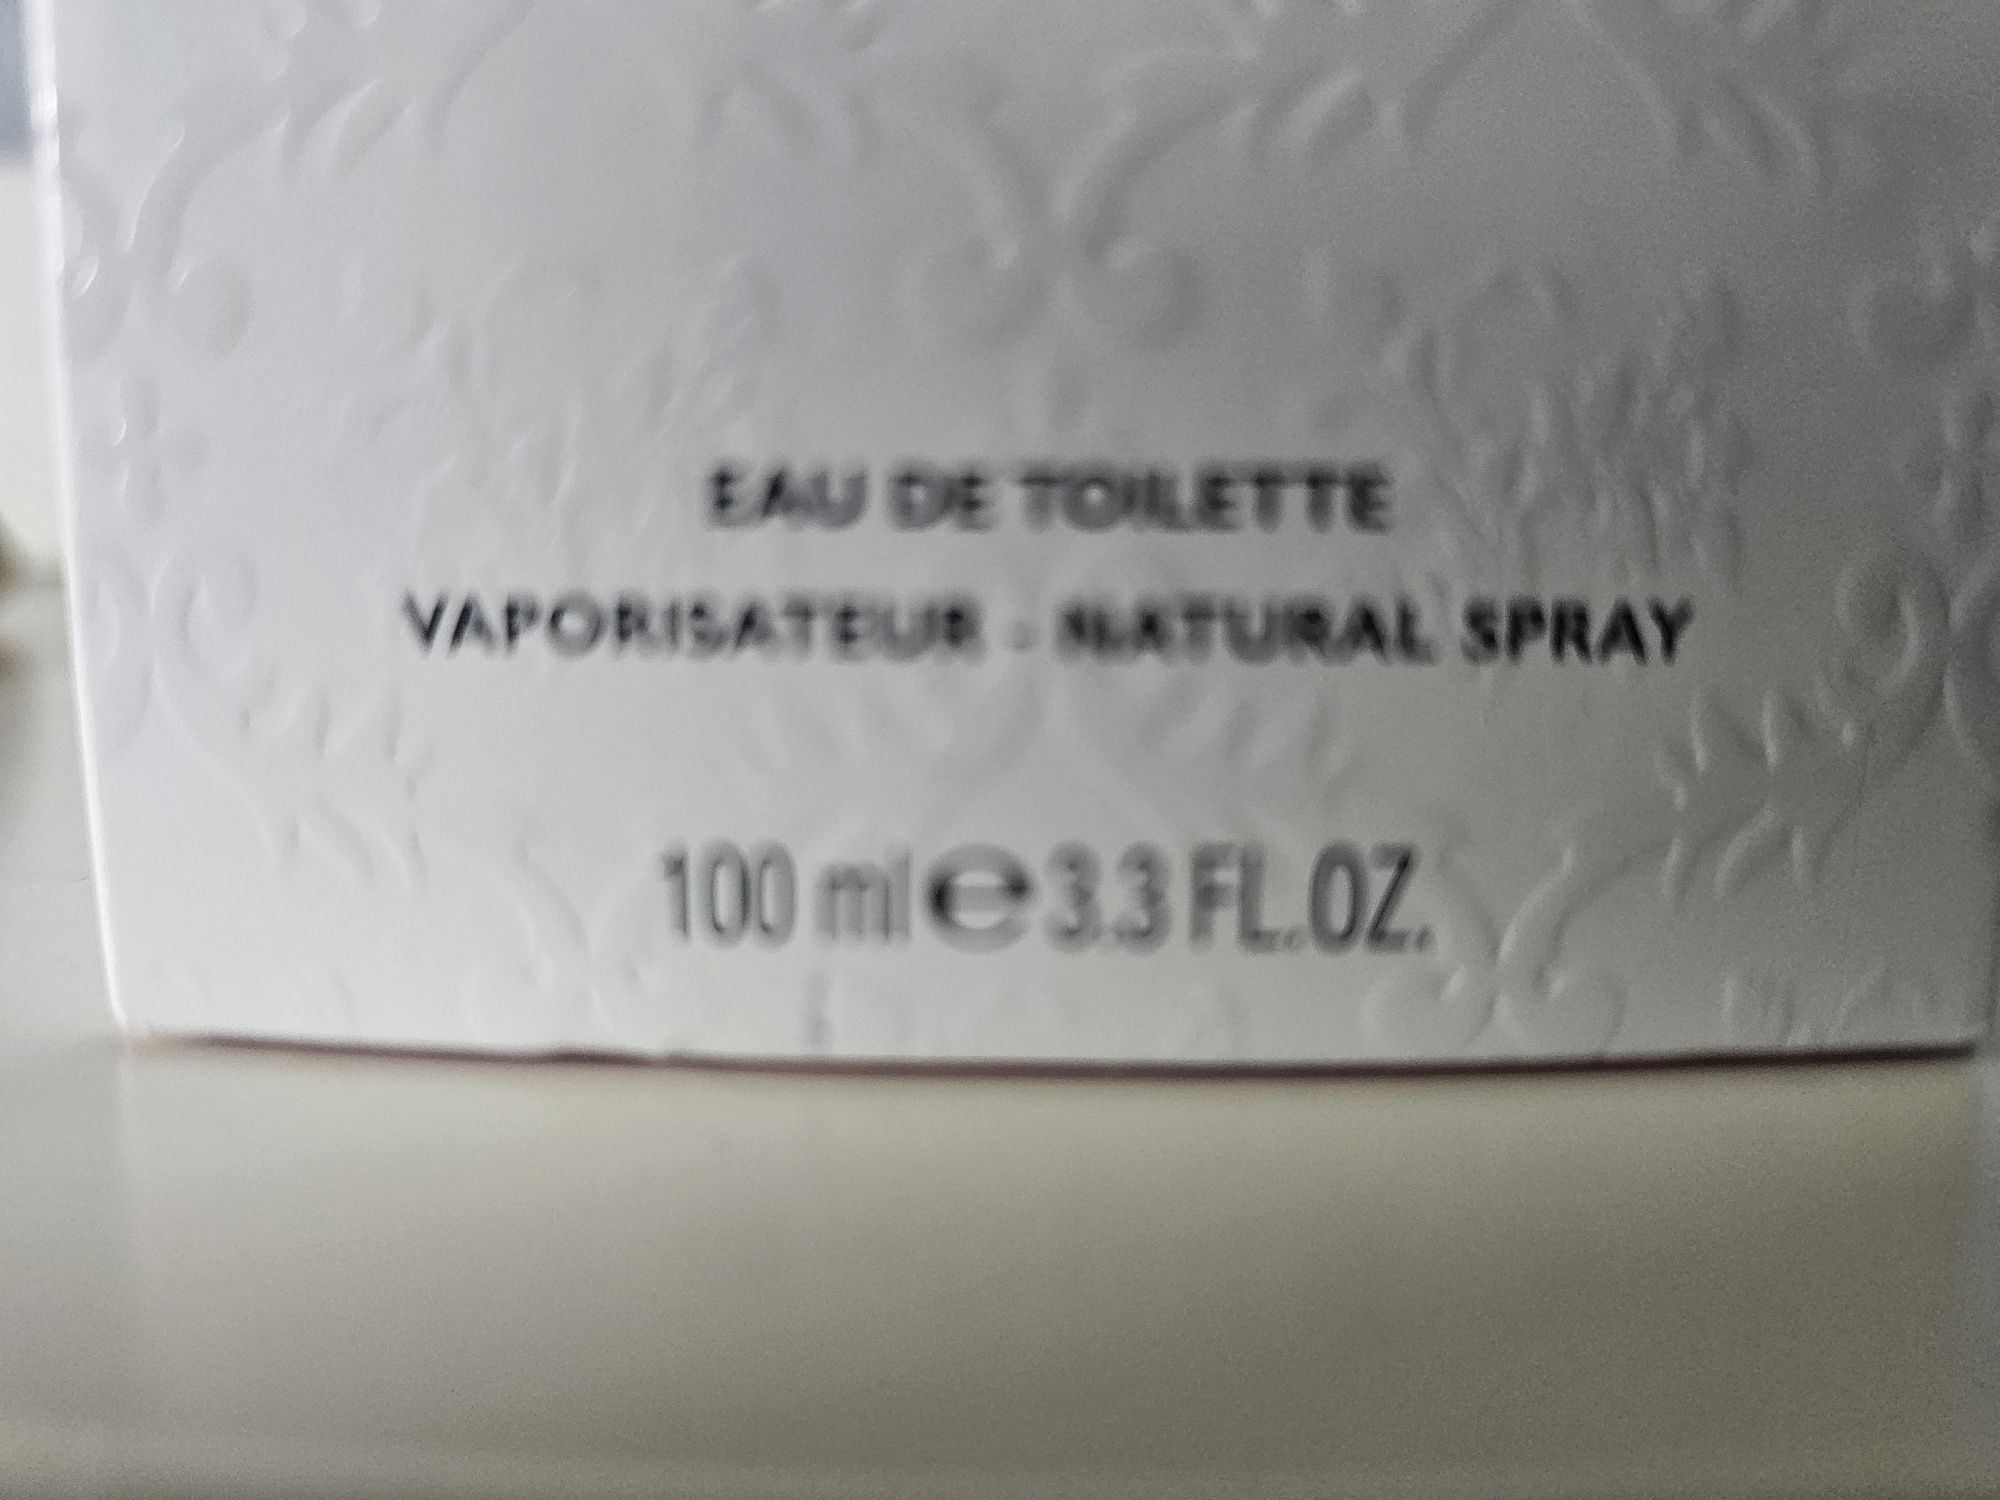 EAU DE TOILETTE
VAPORISATEUR - NATURAL SPRAY
100 ml e 3.3 FL.OZ.